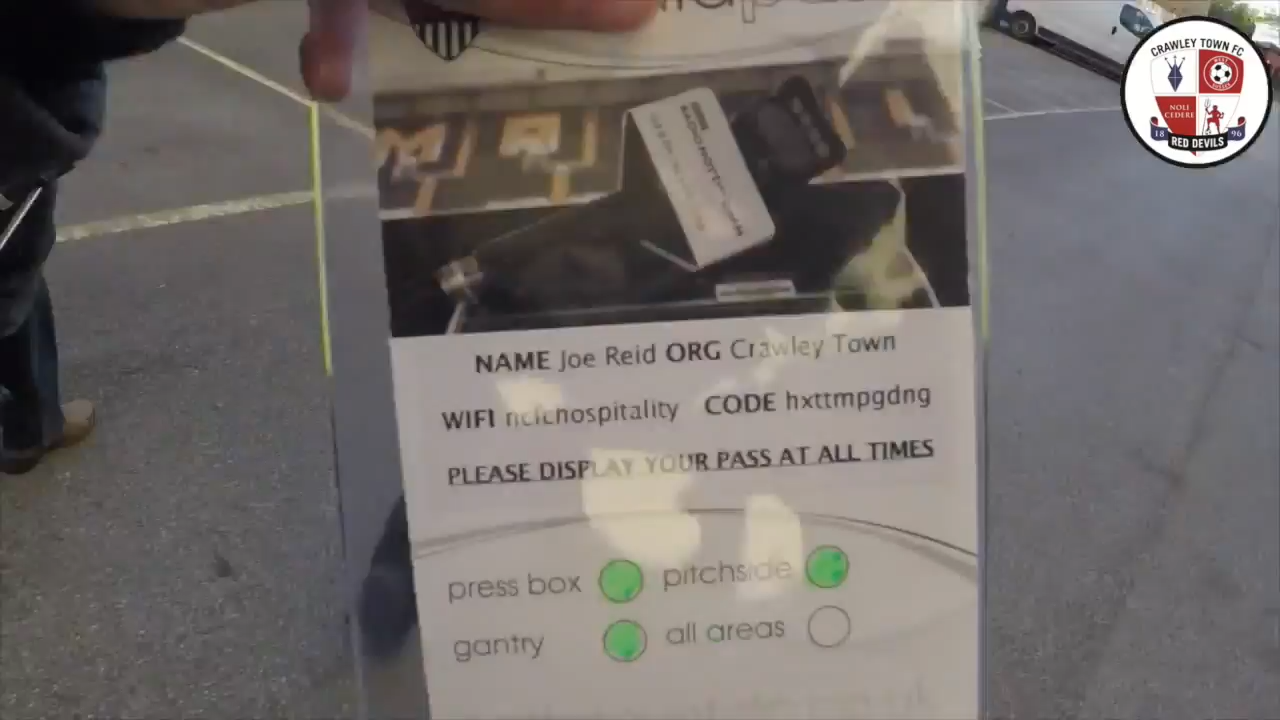 CRAWLEY TOWN FC
NOLI CEDERE
18 96
RED DEVILS
NAME Joe Reid ORG Crawley Town
WIFI ncfchospitality CODE hxttmpgdng
PLEASE DISPLAY YOUR PASS AT ALL TIMES
press box pitchside
gantry all areas